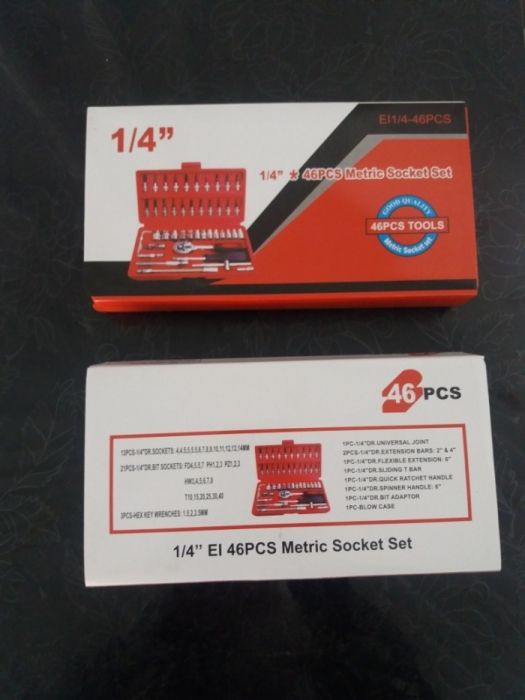 EI1/4-46PCS
1/4”
1/4” ★ 46PCS Metric Socket Set
GOOD QUALITY
46PCS TOOLS
Metric Socket set
46 PCS
13PCS-1/4"DR.SOCKETS: 4,4.5,5,5.5,6,7,8,9,10,11,12,13,14MM
21PCS-1/4"DR.BIT SOCKETS: FD4,5.5,7 PH1,2,3 PZ1,2,3
HW3,4,5,6,7,8
T10,15,20,25,30,40
3PCS-HEX KEY WRENCHES: 1.5,2,2.5MM
1PC-1/4"DR.UNIVERSAL JOINT
2PCS-1/4"DR.EXTENSION BARS: 2" & 4"
1PC-1/4"DR.FLEXIBLE EXTENSION: 6"
1PC-1/4"DR.SLIDING T BAR
1PC-1/4"DR.QUICK RATCHET HANDLE
1PC-1/4"DR.SPINNER HANDLE: 6"
1PC-1/4"DR.BIT ADAPTOR
1PC-BLOW CASE
1/4” EI 46PCS Metric Socket Set